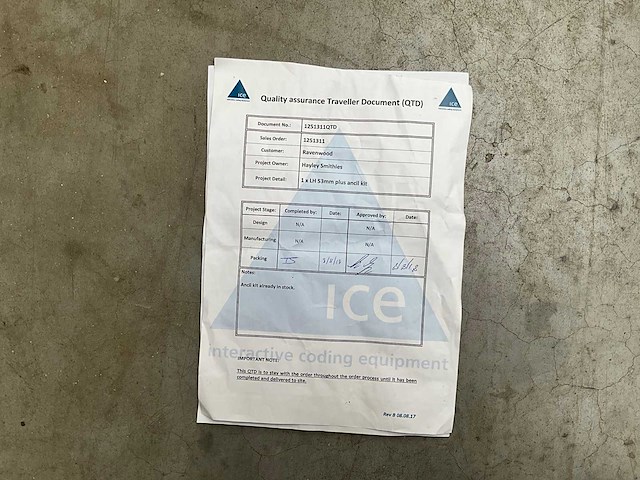 ice
ice
Quality assurance Traveller Document (QTD)
Document No.: 1251311QTD
Sales Order: 1251311
Customer: Ravenwood
Project Owner: Hayley Smithies
Project Detail: 1 x LH 53mm plus ancil kit
Project Stage: Completed by: Date: Approved by: Date:
Design N/A N/A
Manufacturing N/A N/A
Packing TS
Notes:
Ancil kit already in stock.
ice
interactive coding equipment
IMPORTANT NOTE:
This QTD is to stay with the order throughout the order process until it has been
completed and delivered to site.
Rev B 08.08.17